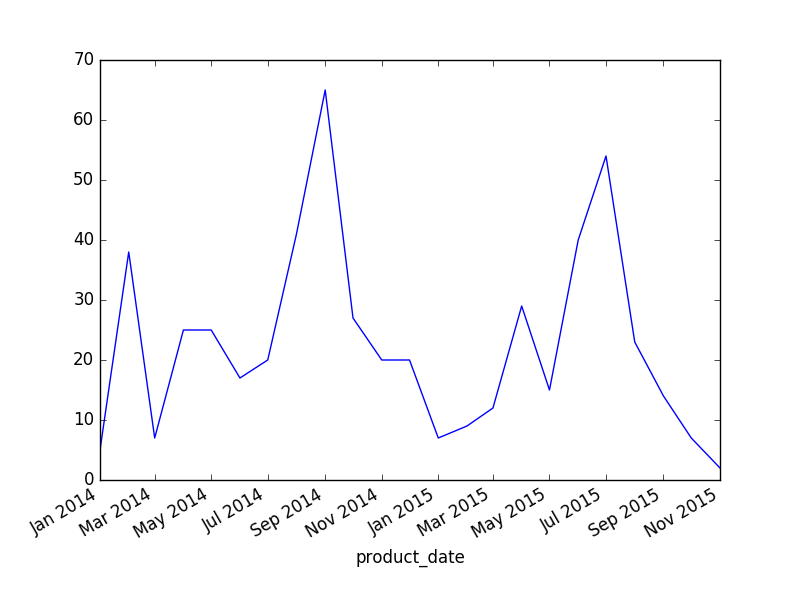 70
60
50
40
30
20
10
0
Jan 2014
Mar 2014
May 2014
Jul 2014
Sep 2014
Nov 2014
Jan 2015
Mar 2015
May 2015
Jul 2015
Sep 2015
Nov 2015
product_date